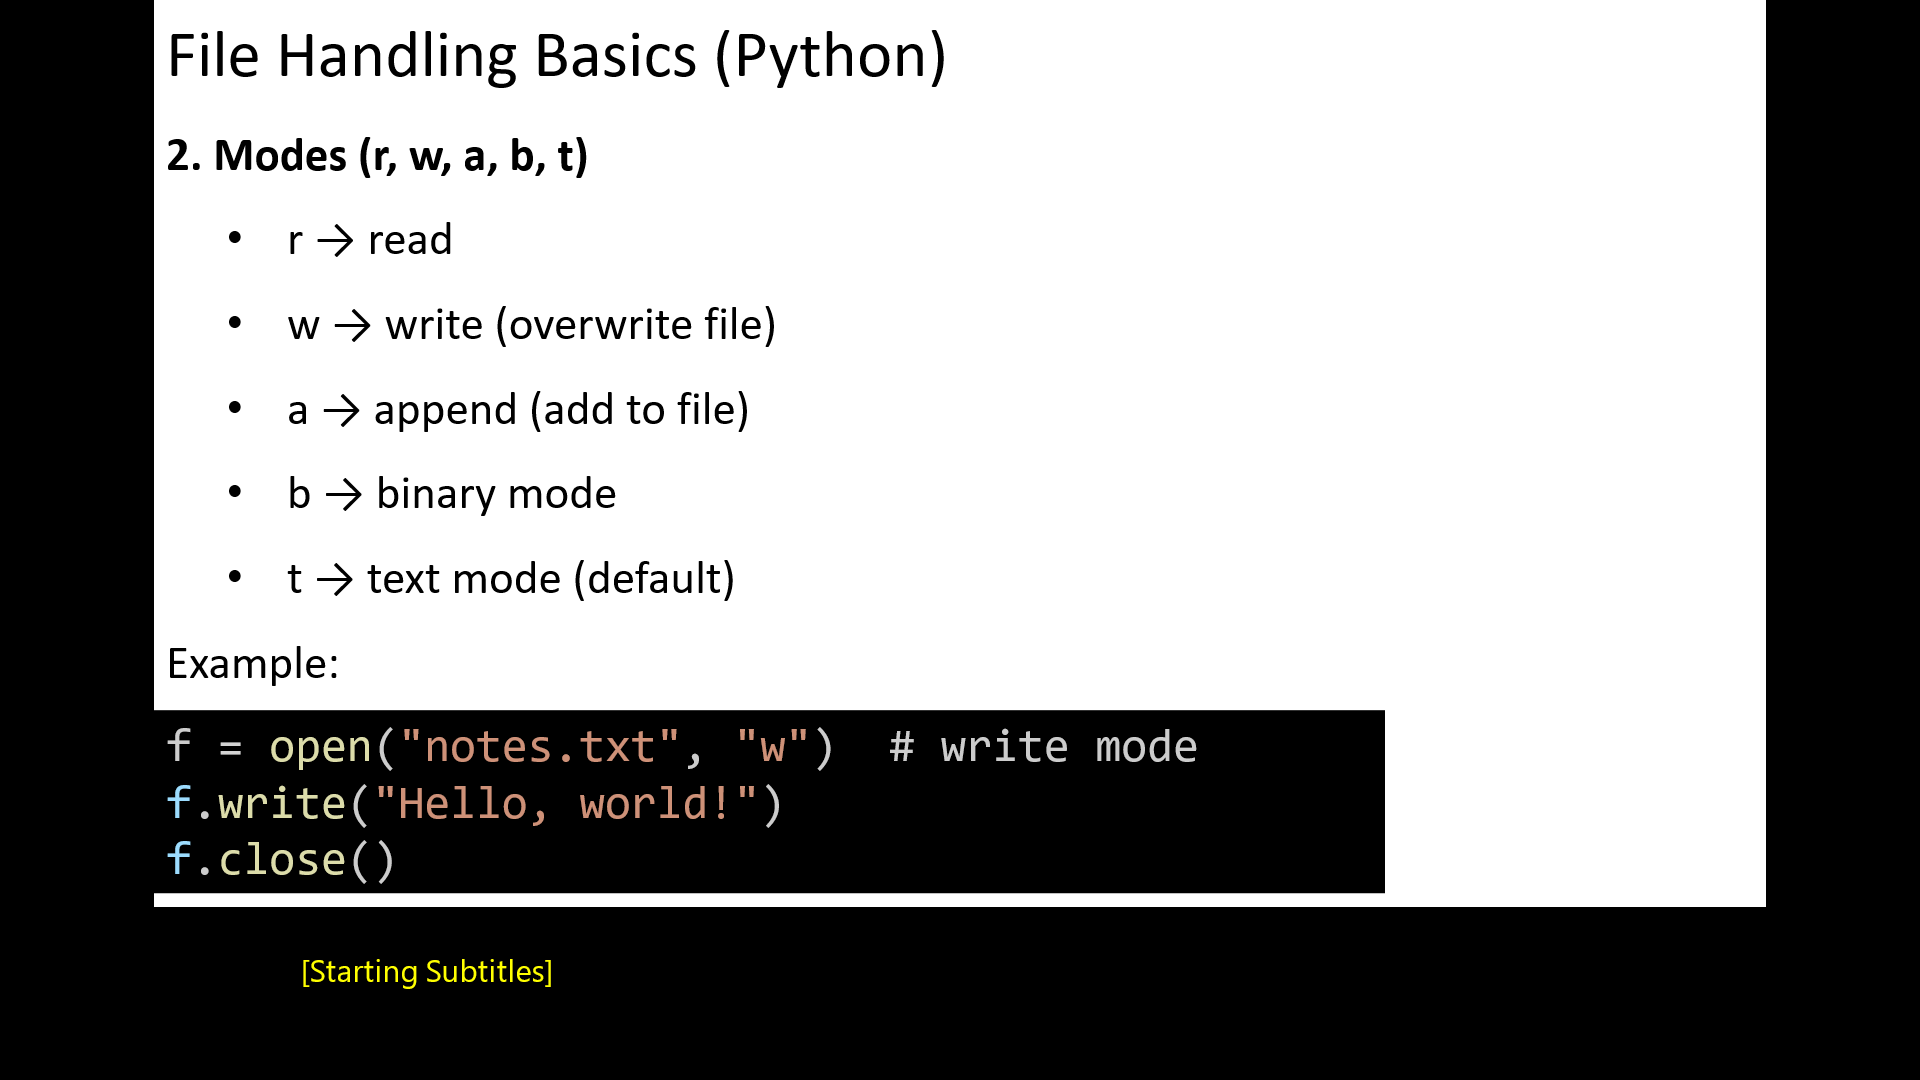 File Handling Basics (Python)
2. Modes (r, w, a, b, t)
• r → read
• w → write (overwrite file)
• a → append (add to file)
• b → binary mode
• t → text mode (default)
Example:
f = open("notes.txt", "w")  # write mode
f.write("Hello, world!")
f.close()
[Starting Subtitles]